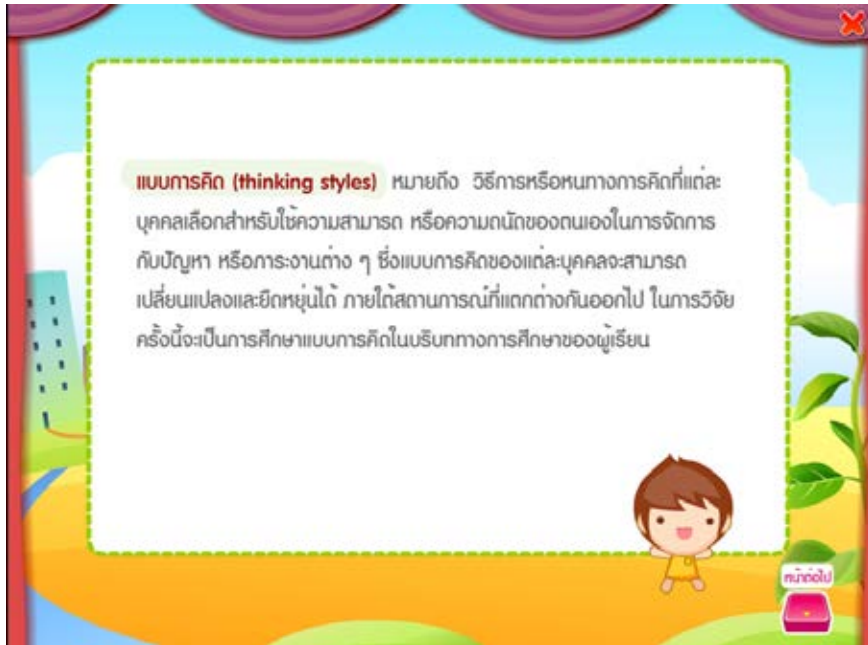 แบบการคิด (thinking styles) หมายถึง วิธีการหรือหนทางการคิดที่แต่ละ
บุคคลเลือกสำหรับใช้ความสามารถ หรือความถนัดของตนเองในการจัดการ
กับปัญหา หรือภาระงานต่าง ๆ ซึ่งแบบการคิดของแต่ละบุคคลจะสามารถ
เปลี่ยนแปลงและยืดหยุ่นได้ ภายใต้สถานการณ์ที่แตกต่างกันออกไป ในการวิจัย
ครั้งนี้จะเป็นการศึกษาแบบการคิดในบริบททางการศึกษาของผู้เรียน
หน้าต่อไป